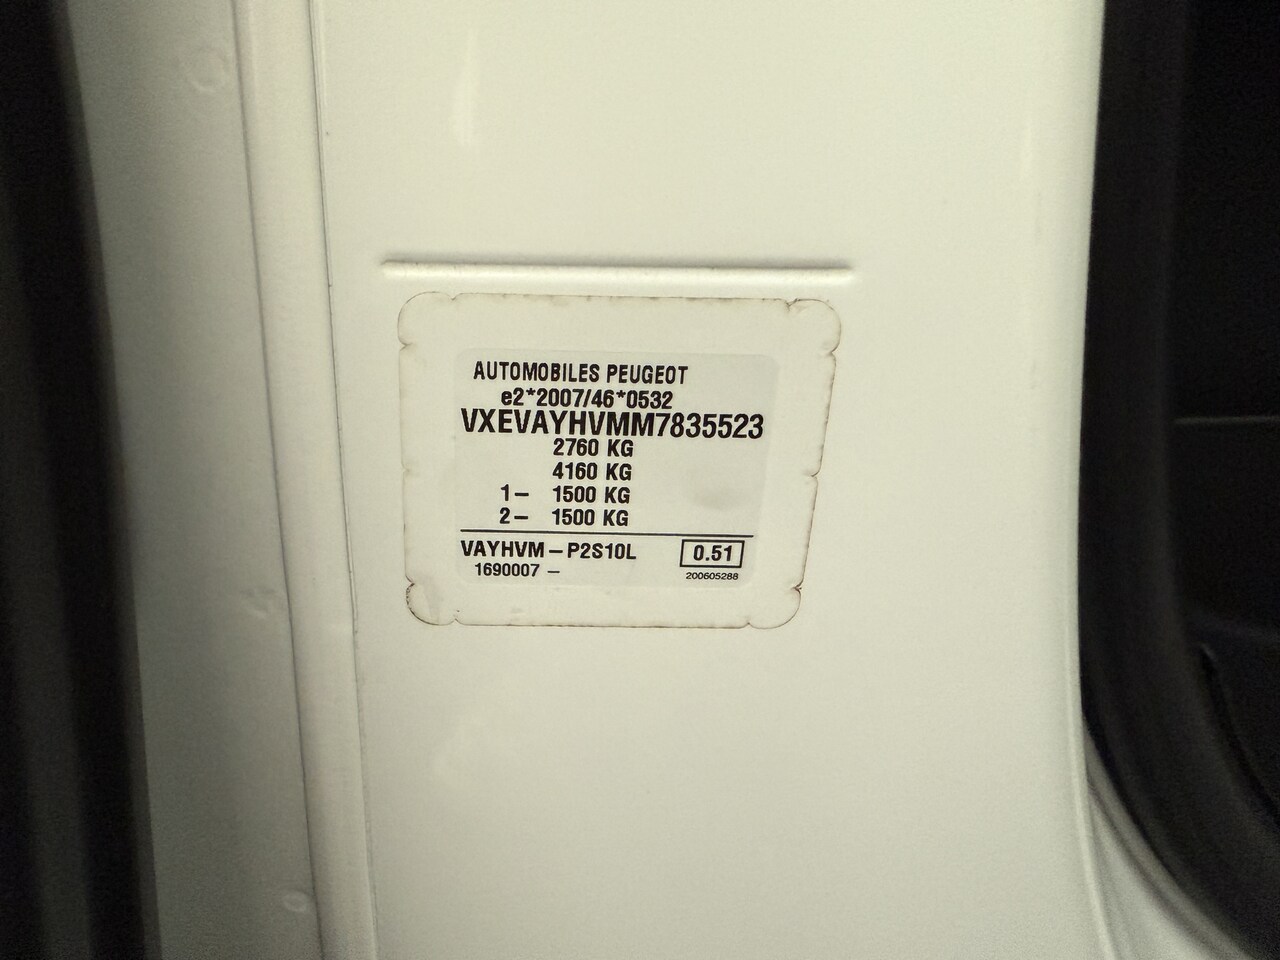 AUTOMOBILES PEUGEOT
e2*2007/46*0532
VXEVAYHVMM7835523
2760 KG
4160 KG
1– 1500 KG
2– 1500 KG
VAYHVM – P2S10L 0.51
1690007 – 200605288